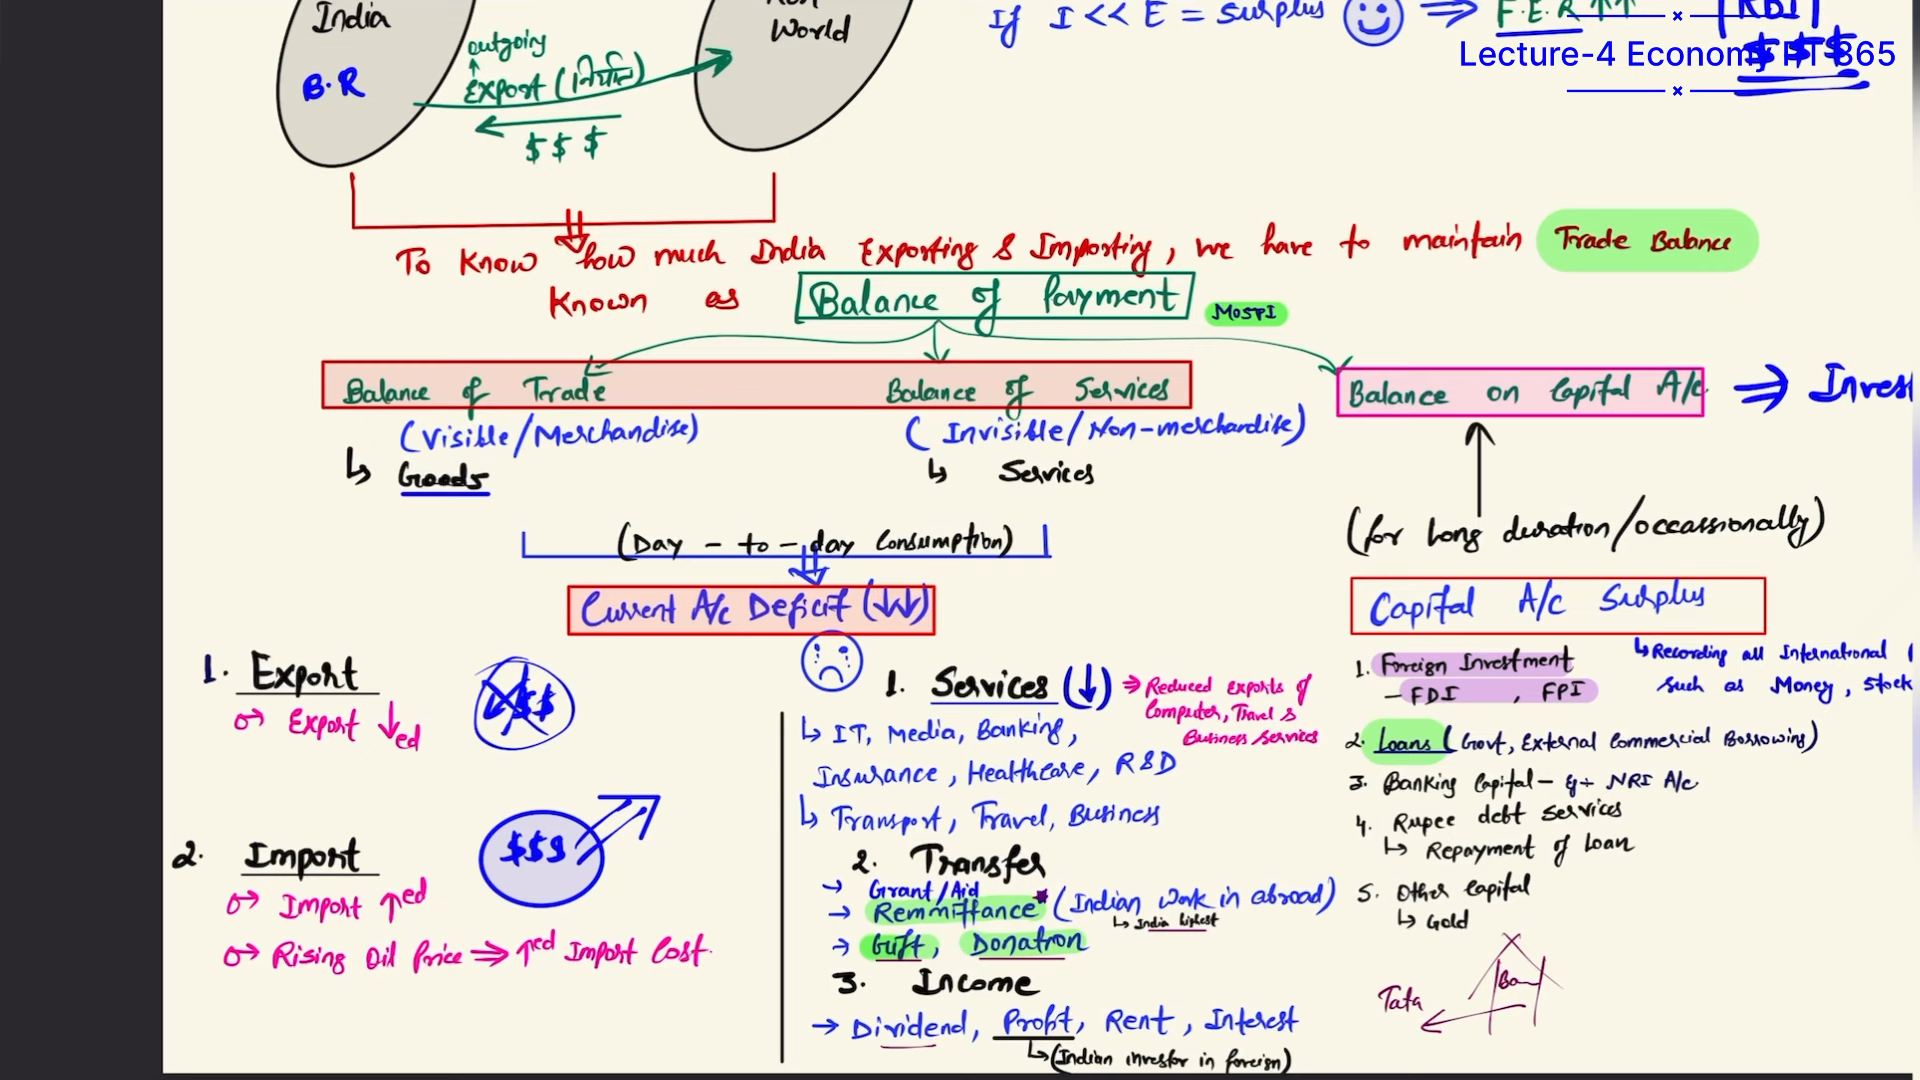 India
World
B.R
outgoing
Export (निर्यात)
$ $ $
If I << E = Surplus ⇒ F.E.R ↑↑ [RBI]
$ $ $
Lecture-4 Economy PT 365
To Know how much India Exporting & Importing, we have to maintain Trade Balance
Known as Balance of Payment
MOSPI
Balance of Trade
(Visible/Merchandise)
↳ Goods
Balance of Services
(Invisible/Non-merchandise)
↳ Services
Balance on Capital A/c ⇒
(for long duration/occassionally)
(Day - to - day Consumption)
Current A/c Deficit (↓↓)
Capital A/c Surplus
↳ Recording all International
such as Money, Stock
1. Export
→ Export ↓ed
$$
2. Import
→ Import ↑ed
→ Rising Oil Price ⇒ ↑ed Import Cost.
$$$
1. Services (↓) ⇒ Reduced exports of
Computer, Travel &
Business Services
↳ IT, Media, Banking,
Insurance, Healthcare, R&D
↳ Transport, Travel, Business
2. Transfer
→ Grant/Aid
→ Remmittance (Indian work in abroad)
↳ India highest
→ Gift, Donation
3. Income
→ Dividend, Profit, Rent, Interest
↳ (Indian investor in foreign)
1. Foreign Investment
- FDI, FPI
2. Loans (Govt, External Commercial Borrowing)
3. Banking Capital - NRI A/c
4. Rupee debt services
↳ Repayment of loan
5. Other Capital
↳ Gold
Tata